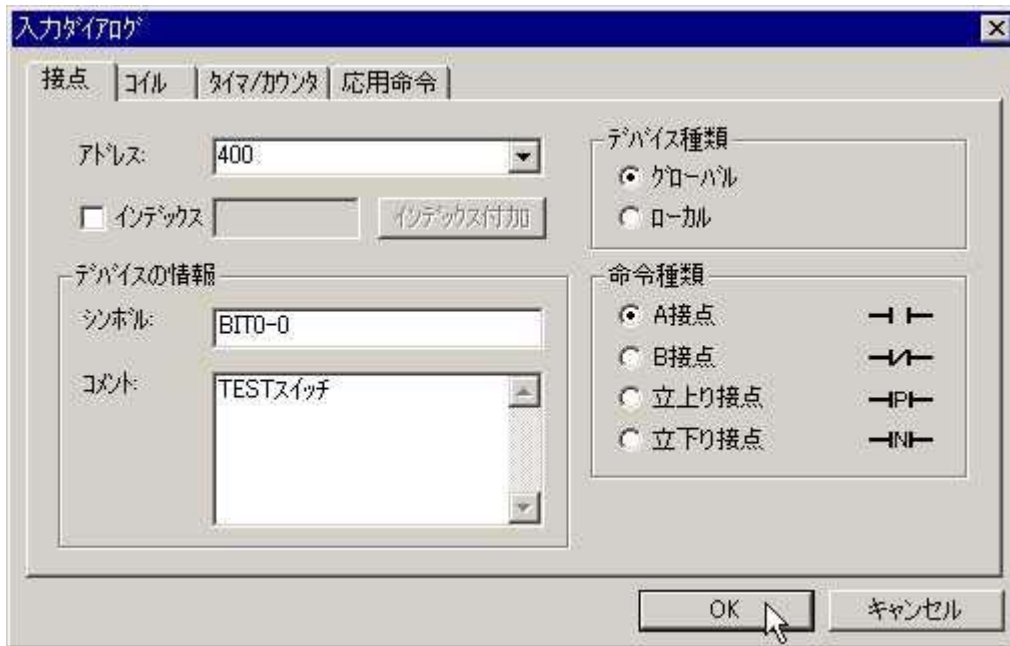 入力ﾀﾞｲｱﾛｸﾞ
接点 ｺｲﾙ ﾀｲﾏ/ｶｳﾝﾀ 応用命令
ｱﾄﾞﾚｽ: 400
ｲﾝﾃﾞｯｸｽ ｲﾝﾃﾞｯｸｽ付加
ﾃﾞﾊﾞｲｽの情報
ｼﾝﾎﾞﾙ: BIT0-0
ｺﾒﾝﾄ: TESTｽｲｯﾁ
ﾃﾞﾊﾞｲｽ種類
ｸﾞﾛｰﾊﾞﾙ
ﾛｰｶﾙ
命令種類
A接点
B接点
立上り接点 P
立下り接点 N
OK キャンセル